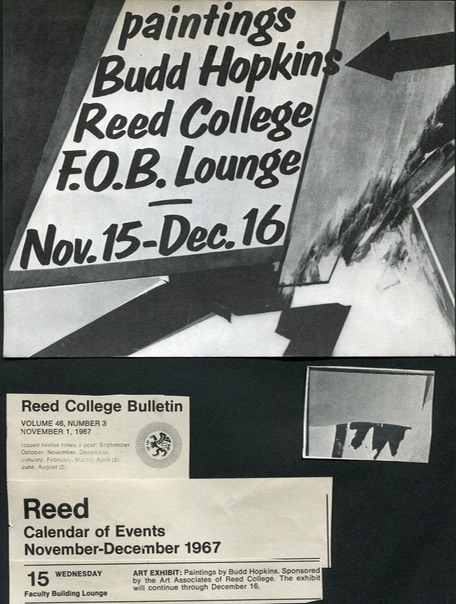 paintings
Budd Hopkins
Reed College
F.O.B. Lounge
Nov. 15-Dec. 16
Reed College Bulletin
VOLUME 46, NUMBER 3
NOVEMBER 1, 1967
Issued twelve times a year: September,
October, November, December,
January, February, March, April (2),
June, August (2).
Reed
Calendar of Events
November-December 1967
15 WEDNESDAY
Faculty Building Lounge
ART EXHIBIT: Paintings by Budd Hopkins. Sponsored
by the Art Associates of Reed College. The exhibit
will continue through December 16.